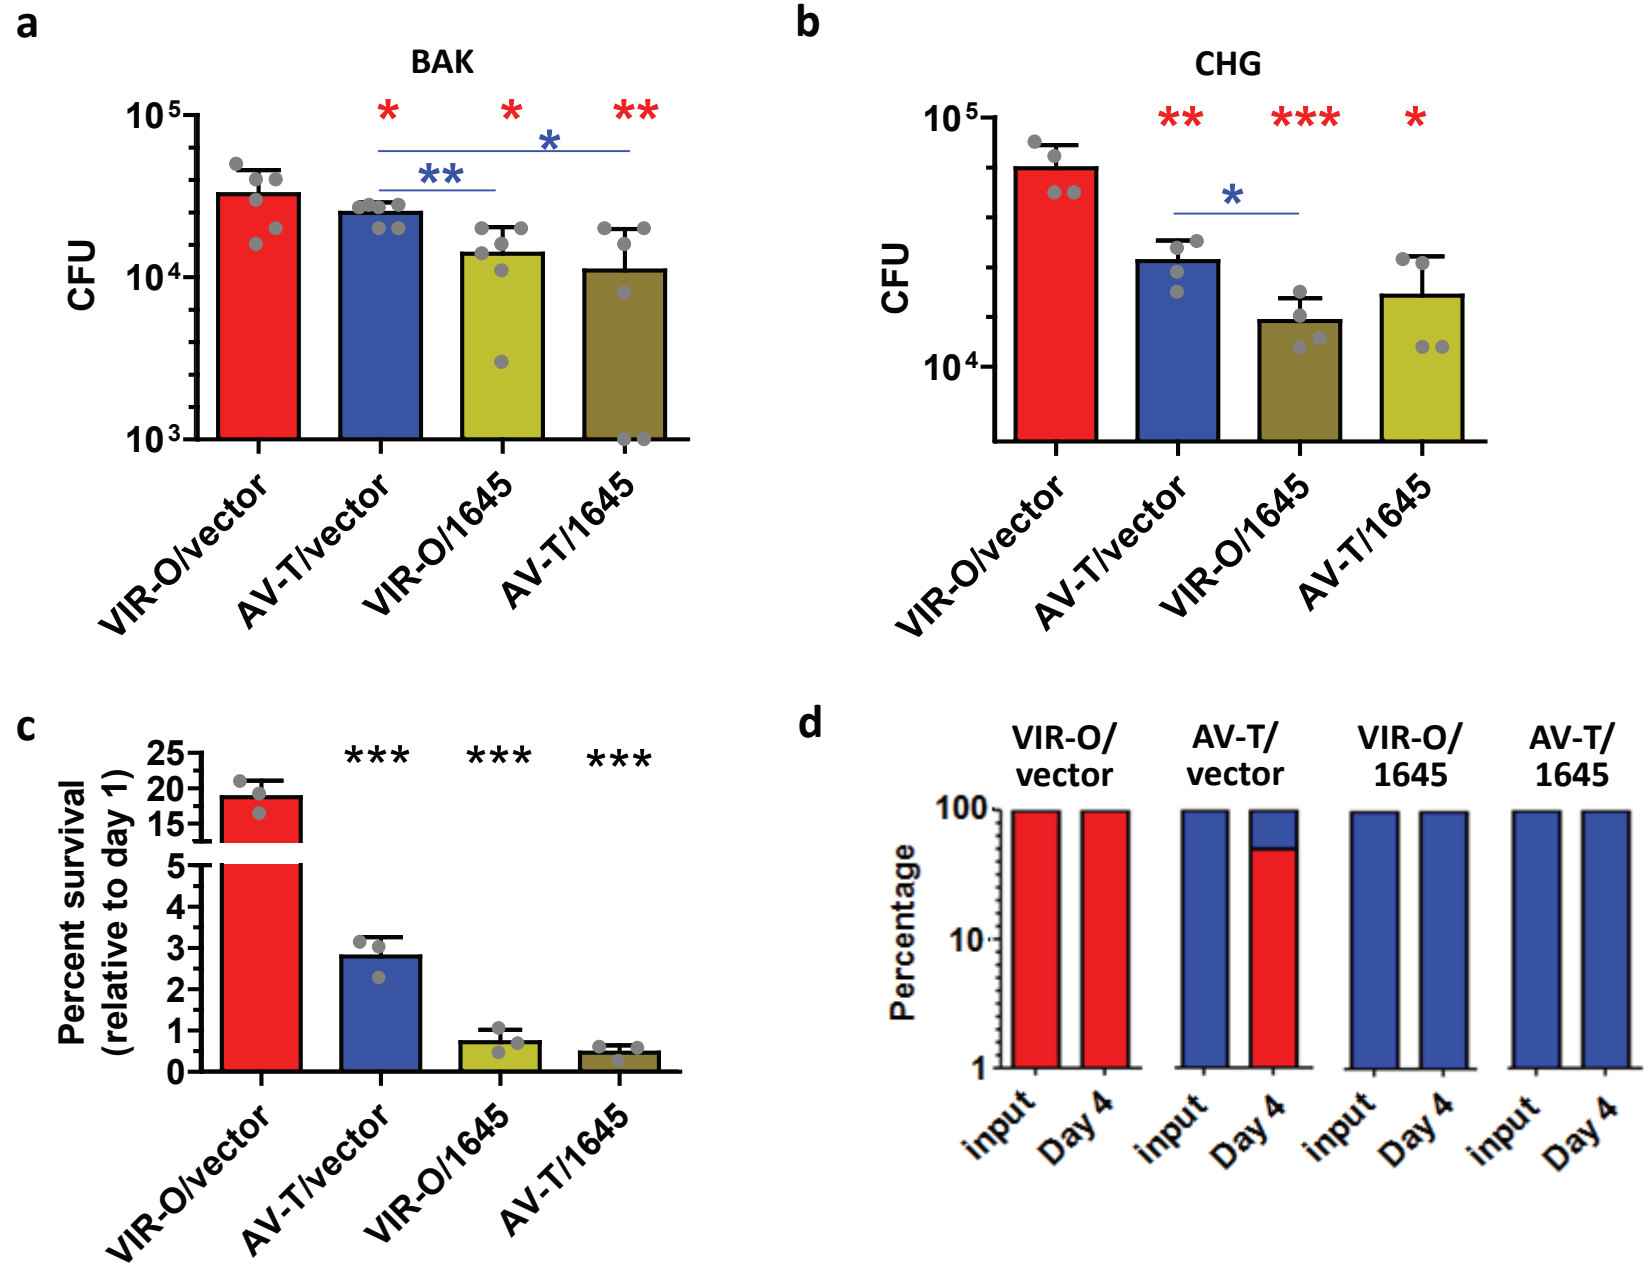 a
BAK
10⁵
* * **
*
**
CFU
10⁴
10³
VIR-O/vector
AV-T/vector
VIR-O/1645
AV-T/1645
b
CHG
10⁵
** *** *
*
CFU
10⁴
VIR-O/vector
AV-T/vector
VIR-O/1645
AV-T/1645
c
Percent survival
(relative to day 1)
25
20
15
5
4
3
2
1
0
*** *** ***
VIR-O/vector
AV-T/vector
VIR-O/1645
AV-T/1645
d
VIR-O/
vector
AV-T/
vector
VIR-O/
1645
AV-T/
1645
Percentage
100
10
1
input
Day 4
input
Day 4
input
Day 4
input
Day 4